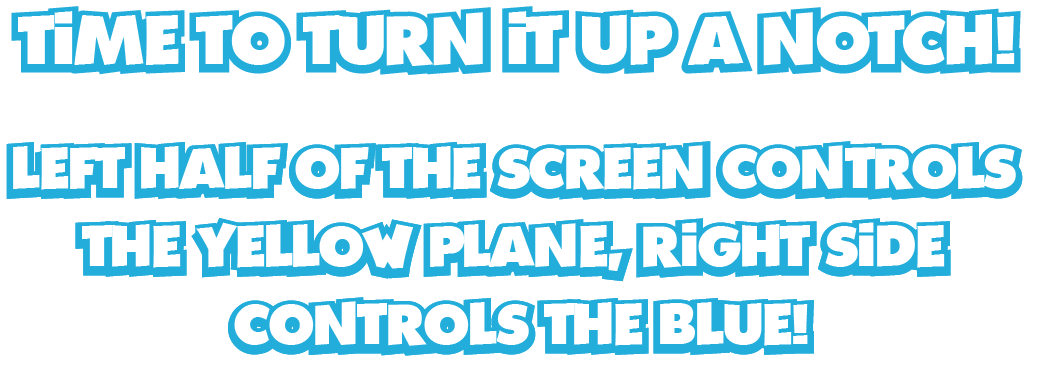 TiME TO TURN iT UP A NOTCH!
LEFT HALF OF THE SCREEN CONTROLS
THE YELLOW PLANE, RiGHT SiDE
CONTROLS THE BLUE!